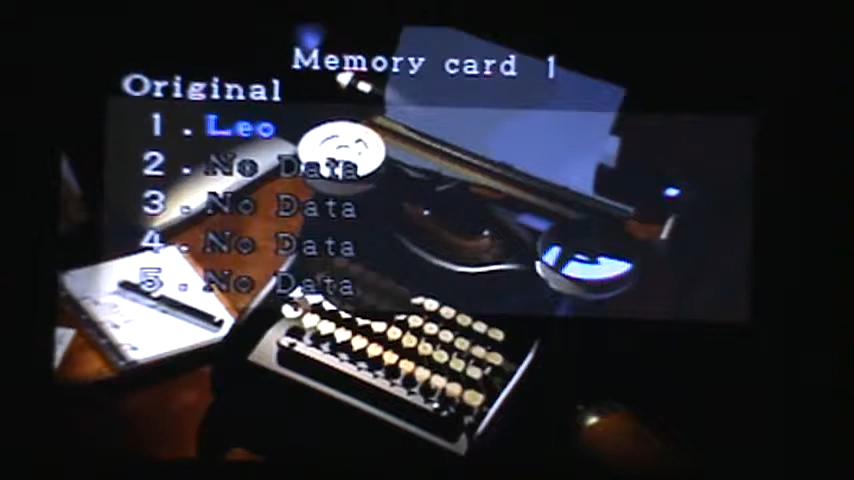 Memory card 1
Original
1. Leo
2. No Data
3. No Data
4. No Data
5. No Data